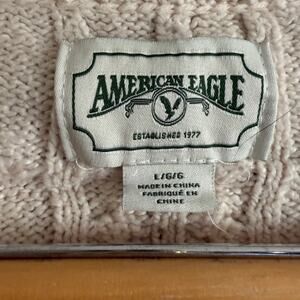 AMERICAN EAGLE
ESTABLISHED 1977
L/G/G
MADE IN CHINA
FABRIQUÉ EN
CHINE